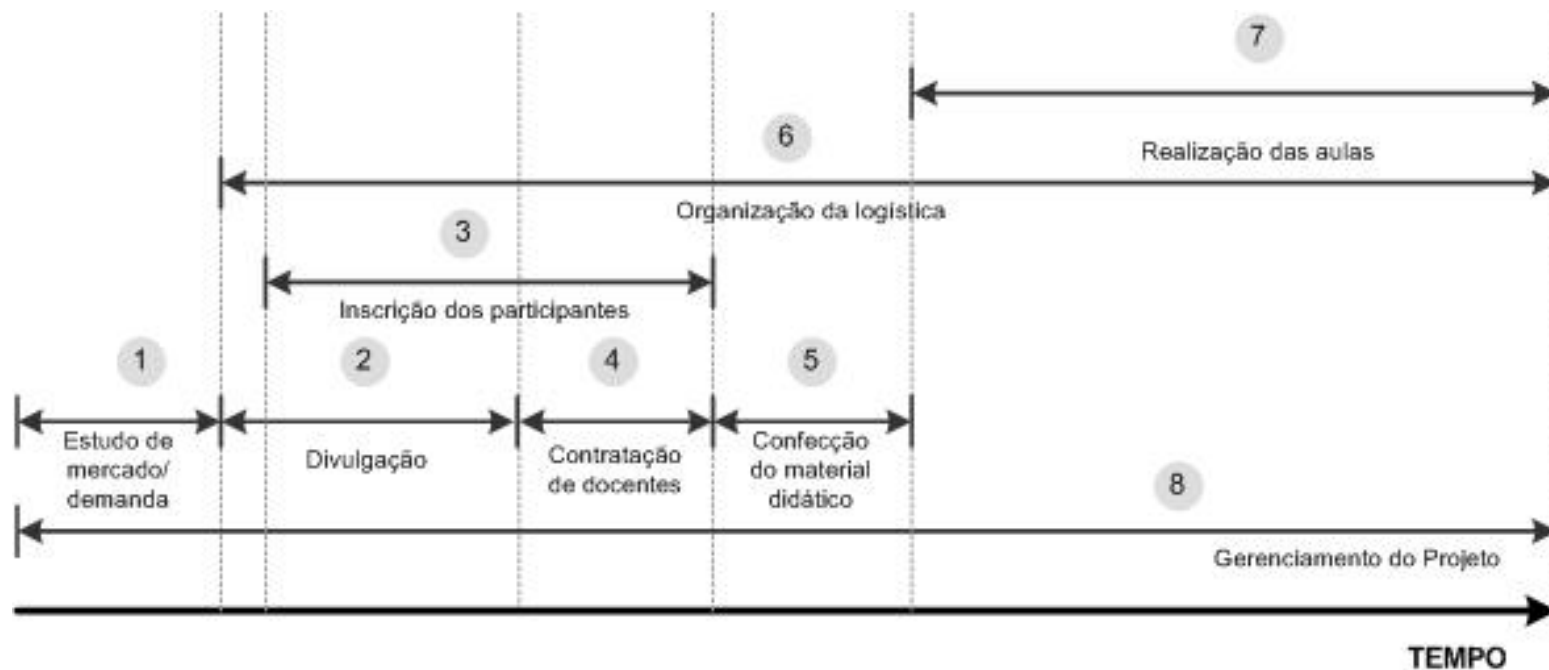 7
Realização das aulas
6
Organização da logística
3
Inscrição dos participantes
1
2
4
5
Estudo de
mercado/
demanda
Divulgação
Contratação
de docentes
Confecção
do material
didático
8
Gerenciamento do Projeto
TEMPO